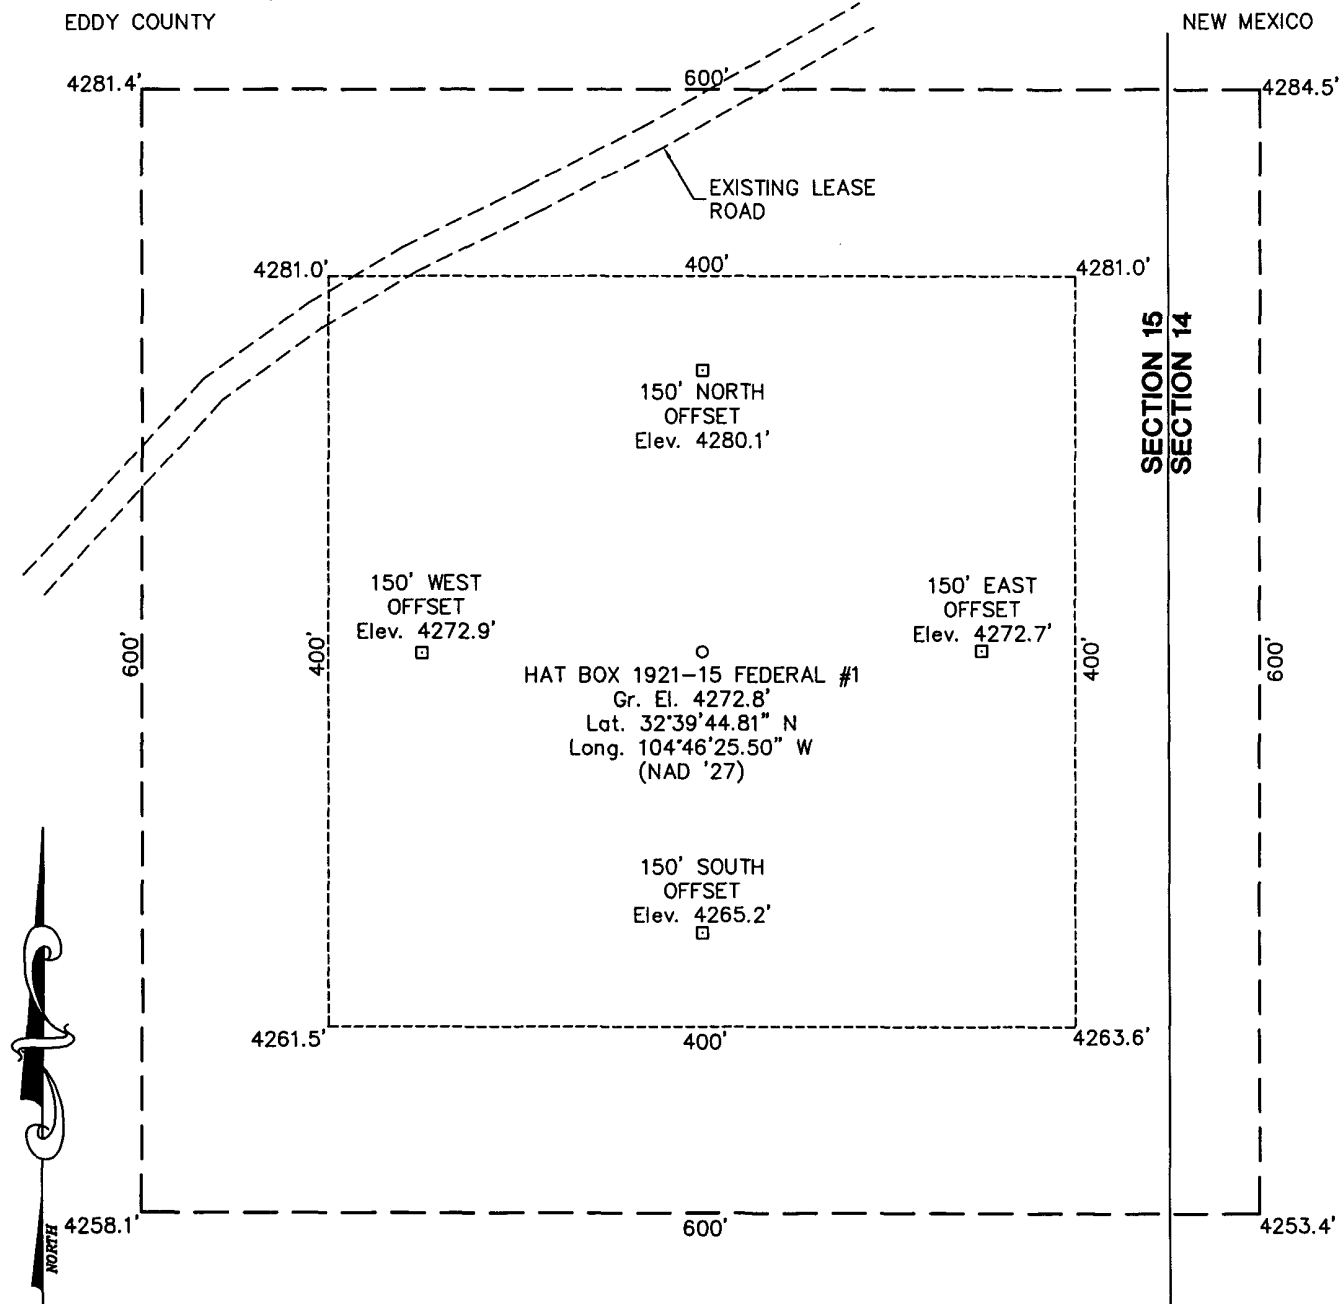 EDDY COUNTY
NEW MEXICO
4281.4'
600'
4284.5'
EXISTING LEASE
ROAD
4281.0'
400'
4281.0'
SECTION 15
SECTION 14
150' NORTH
OFFSET
Elev. 4280.1'
150' WEST
OFFSET
Elev. 4272.9'
150' EAST
OFFSET
Elev. 4272.7'
600'
400'
400'
600'
HAT BOX 1921-15 FEDERAL #1
Gr. El. 4272.8'
Lat. 32°39'44.81" N
Long. 104°46'25.50" W
(NAD '27)
150' SOUTH
OFFSET
Elev. 4265.2'
4261.5'
400'
4263.6'
4258.1'
600'
4253.4'
NORTH